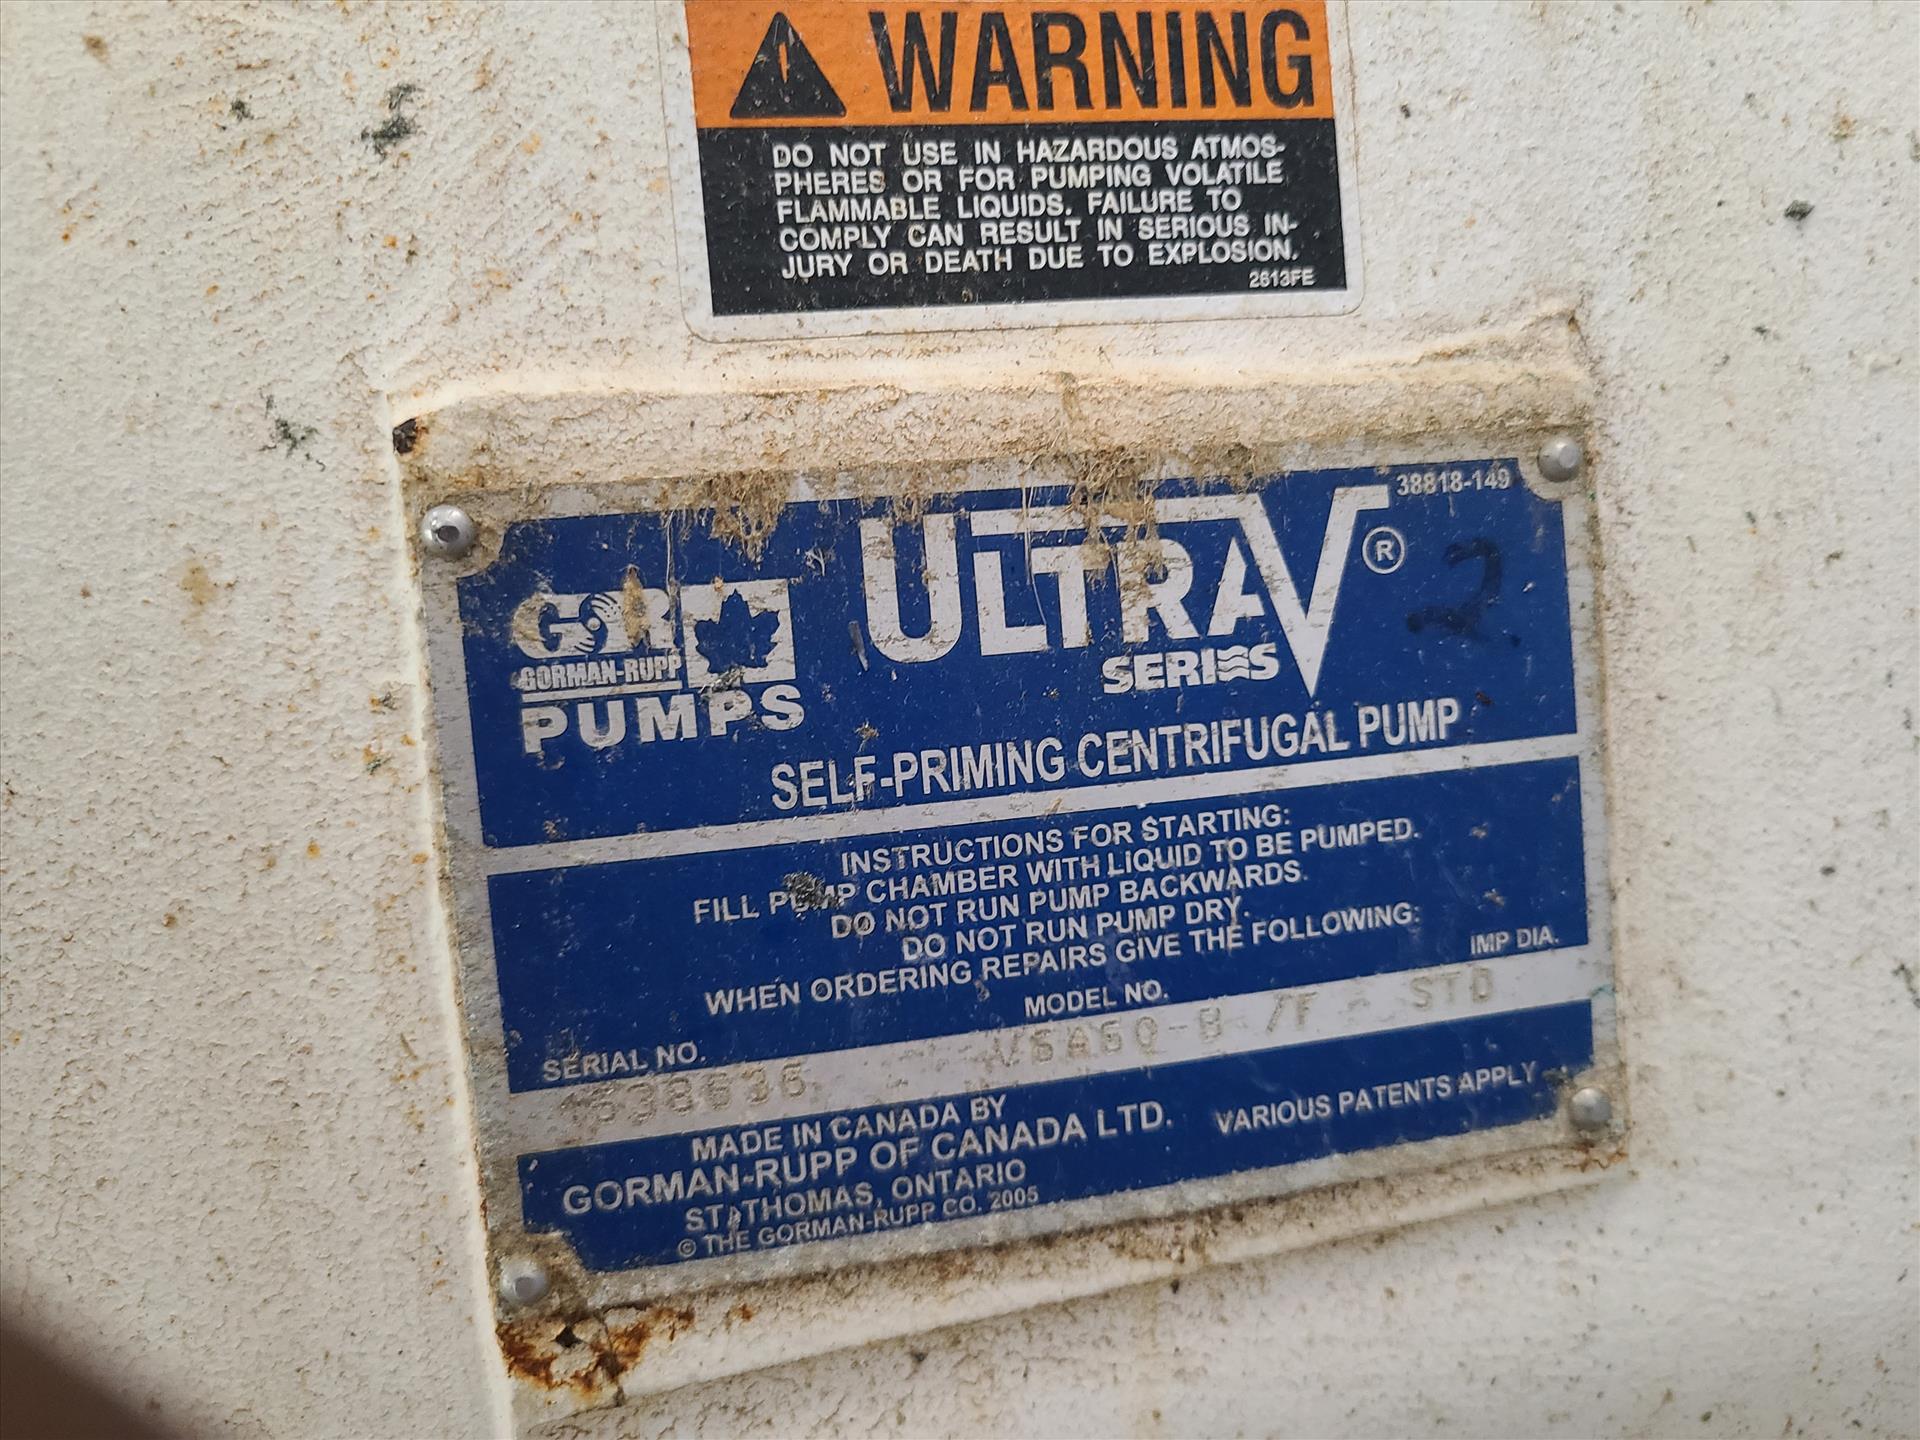 WARNING
DO NOT USE IN HAZARDOUS ATMOS-
PHERES OR FOR PUMPING VOLATILE
FLAMMABLE LIQUIDS. FAILURE TO
COMPLY CAN RESULT IN SERIOUS IN-
JURY OR DEATH DUE TO EXPLOSION.
2613FE
38818-149
GR
GORMAN-RUPP
PUMPS
ULTRAV®
SERIES
2
SELF-PRIMING CENTRIFUGAL PUMP
INSTRUCTIONS FOR STARTING:
FILL PUMP CHAMBER WITH LIQUID TO BE PUMPED.
DO NOT RUN PUMP BACKWARDS.
DO NOT RUN PUMP DRY.
WHEN ORDERING REPAIRS GIVE THE FOLLOWING:
SERIAL NO. MODEL NO. IMP DIA.
V6A60-B /F - STD
MADE IN CANADA BY
GORMAN-RUPP OF CANADA LTD.
ST. THOMAS, ONTARIO
© THE GORMAN-RUPP CO. 2005
VARIOUS PATENTS APPLY